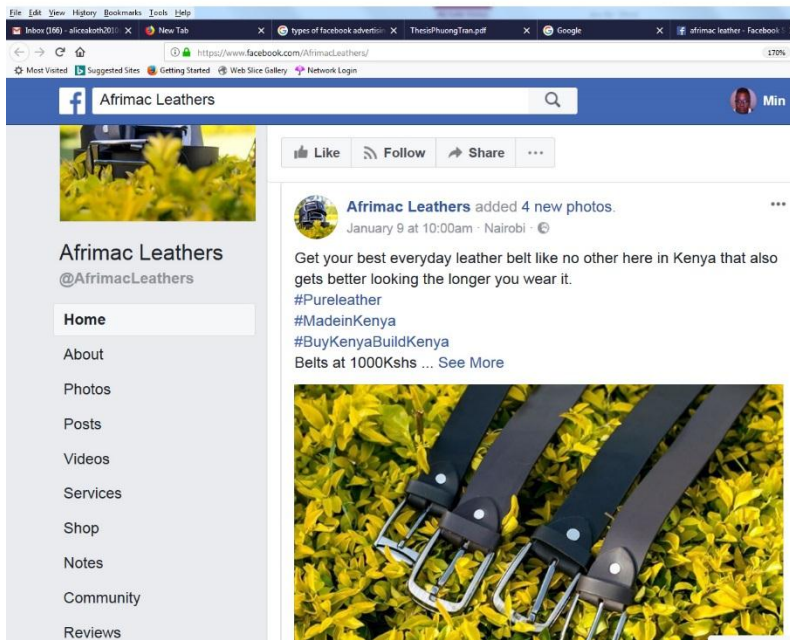 File Edit View History Bookmarks Tools Help
Inbox (166) - aliceakoth2010 X New Tab X types of facebook advertisin X ThesisPhuongTran.pdf X Google X afrimac leather - Facebook S
https://www.facebook.com/AfrimacLeathers/ 170%
Most Visited Suggested Sites Getting Started Web Slice Gallery Network Login
Afrimac Leathers
Min
Like Follow Share ...
Afrimac Leathers
@AfrimacLeathers
Home
About
Photos
Posts
Videos
Services
Shop
Notes
Community
Reviews
Afrimac Leathers added 4 new photos.
January 9 at 10:00am · Nairobi ·
Get your best everyday leather belt like no other here in Kenya that also
gets better looking the longer you wear it.
#Pureleather
#MadeinKenya
#BuyKenyaBuildKenya
Belts at 1000Kshs ... See More